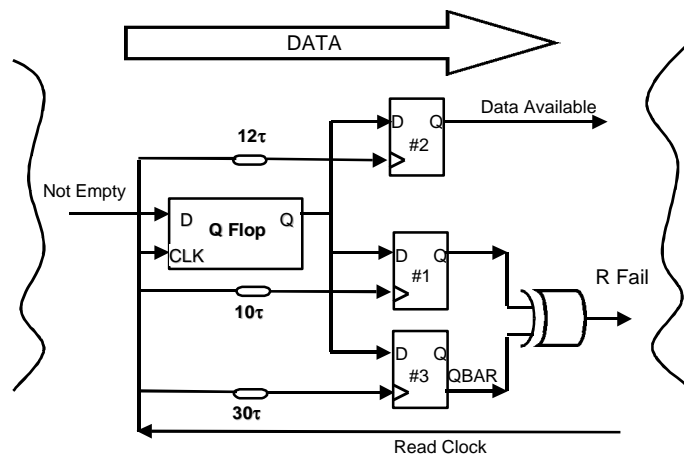 DATA
Data Available
D Q
#2
12τ
Not Empty
D Q Flop Q
CLK
D Q
#1
10τ
R Fail
D Q
#3
QBAR
30τ
Read Clock